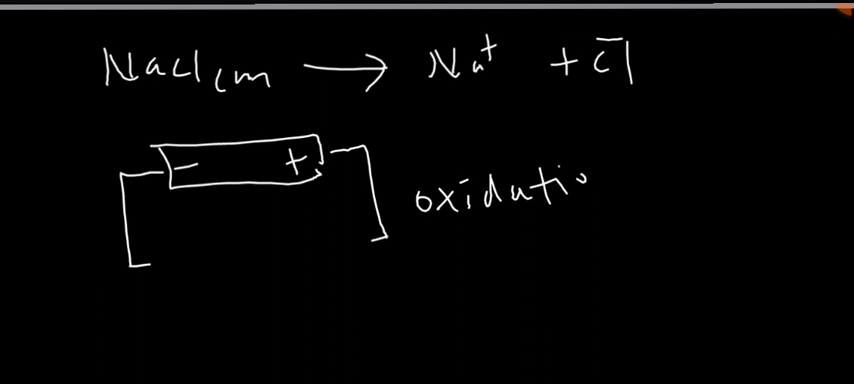 NaCl(m ⟶ Na⁺ + Cl⁻
- +
oxidatio